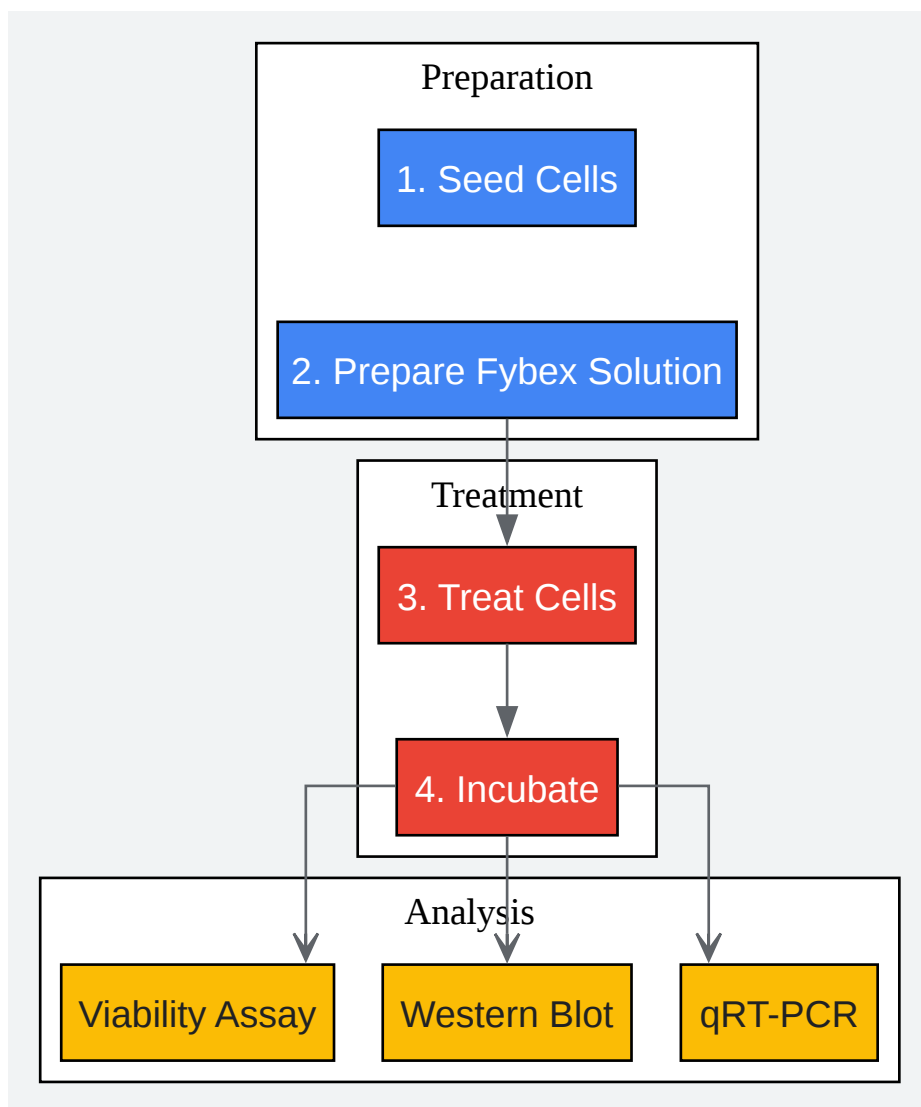 Preparation
1. Seed Cells
2. Prepare Fybex Solution
Treatment
3. Treat Cells
4. Incubate
Analysis
Viability Assay
Western Blot
qRT-PCR